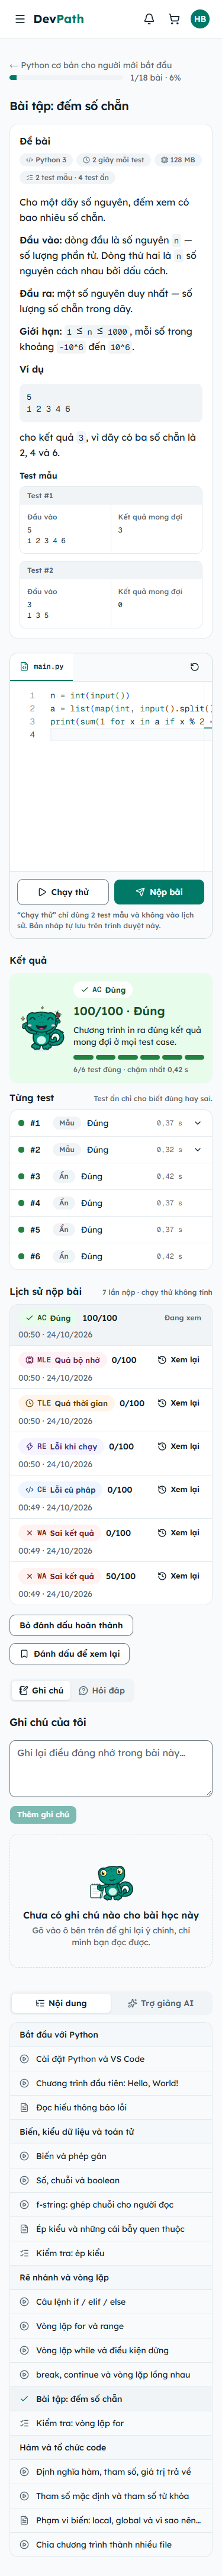 DevPath
HB
← Python cơ bản cho người mới bắt đầu
1/18 bài · 6%
Bài tập: đếm số chẵn
Đề bài
Python 3
2 giây mỗi test
128 MB
2 test mẫu · 4 test ẩn
Cho một dãy số nguyên, đếm xem có
bao nhiêu số chẵn.
Đầu vào: dòng đầu là số nguyên n —
số lượng phần tử. Dòng thứ hai là n số
nguyên cách nhau bởi dấu cách.
Đầu ra: một số nguyên duy nhất — số
lượng số chẵn trong dãy.
Giới hạn: 1 ≤ n ≤ 1000, mỗi số trong
khoảng -10^6 đến 10^6.
Ví dụ
5
1 2 3 4 6
cho kết quả 3, vì dãy có ba số chẵn là
2, 4 và 6.
Test mẫu
Test #1
Đầu vào
Kết quả mong đợi
5
1 2 3 4 6
3
Test #2
Đầu vào
Kết quả mong đợi
3
1 3 5
0
main.py
1 n = int(input())
2 a = list(map(int, input().split()
3 print(sum(1 for x in a if x % 2 =
4
Chạy thử
Nộp bài
“Chạy thử” chỉ dùng 2 test mẫu và không vào lịch
sử. Bản nháp tự lưu trên trình duyệt này.
Kết quả
AC Đúng
100/100 · Đúng
Chương trình in ra đúng kết quả
mong đợi ở mọi test case.
6/6 test đúng · chậm nhất 0,42 s
Từng test
Test ẩn chỉ cho biết đúng hay sai.
#1 Mẫu Đúng 0,37 s
#2 Mẫu Đúng 0,32 s
#3 Ẩn Đúng 0,42 s
#4 Ẩn Đúng 0,37 s
#5 Ẩn Đúng 0,37 s
#6 Ẩn Đúng 0,42 s
Lịch sử nộp bài
7 lần nộp · chạy thử không tính
AC Đúng 100/100 Đang xem
00:50 · 24/10/2026
MLE Quá bộ nhớ 0/100 Xem lại
00:50 · 24/10/2026
TLE Quá thời gian 0/100 Xem lại
00:50 · 24/10/2026
RE Lỗi khi chạy 0/100 Xem lại
00:50 · 24/10/2026
CE Lỗi cú pháp 0/100 Xem lại
00:49 · 24/10/2026
WA Sai kết quả 0/100 Xem lại
00:49 · 24/10/2026
WA Sai kết quả 50/100 Xem lại
00:49 · 24/10/2026
Bỏ đánh dấu hoàn thành
Đánh dấu để xem lại
Ghi chú
Hỏi đáp
Ghi chú của tôi
Ghi lại điều đáng nhớ trong bài này…
Thêm ghi chú
Chưa có ghi chú nào cho bài học này
Gõ vào ô bên trên để ghi lại ý chính, chỉ
mình bạn đọc được.
Nội dung
Trợ giảng AI
Bắt đầu với Python
Cài đặt Python và VS Code
Chương trình đầu tiên: Hello, World!
Đọc hiểu thông báo lỗi
Biến, kiểu dữ liệu và toán tử
Biến và phép gán
Số, chuỗi và boolean
f-string: ghép chuỗi cho người đọc
Ép kiểu và những cái bẫy quen thuộc
Kiểm tra: ép kiểu
Rẽ nhánh và vòng lặp
Câu lệnh if / elif / else
Vòng lặp for và range
Vòng lặp while và điều kiện dừng
break, continue và vòng lặp lồng nhau
Bài tập: đếm số chẵn
Kiểm tra: vòng lặp for
Hàm và tổ chức code
Định nghĩa hàm, tham số, giá trị trả về
Tham số mặc định và tham số từ khóa
Phạm vi biến: local, global và vì sao nên…
Chia chương trình thành nhiều file